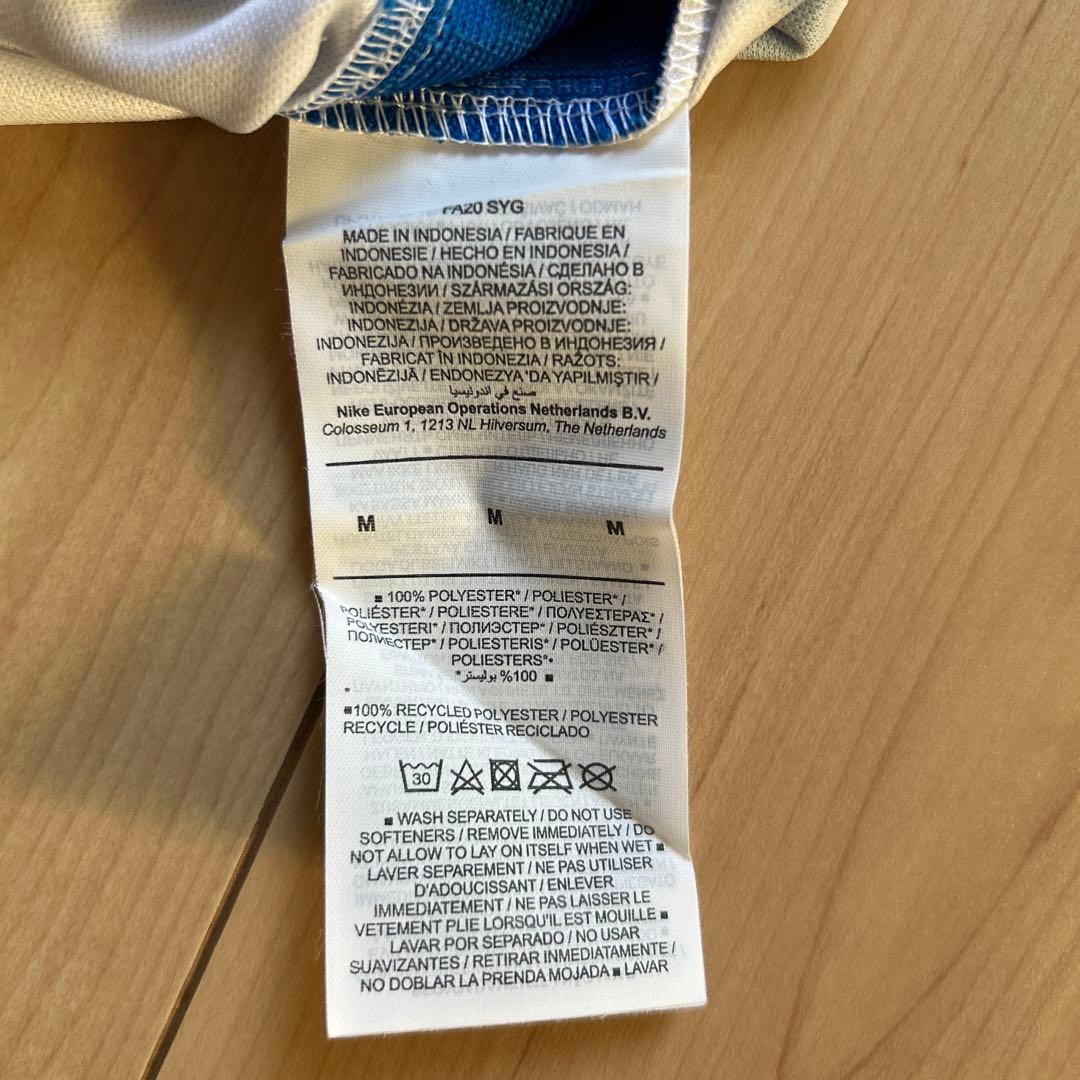 FA20 SYG
MADE IN INDONESIA / FABRIQUE EN
INDONESIE / HECHO EN INDONESIA /
FABRICADO NA INDONÉSIA / СДЕЛАНО В
ИНДОНЕЗИИ / SZÁRMAZÁSI ORSZÁG:
INDONÉZIA / ZEMLJA PROIZVODNJE:
INDONEZIJA / DRŽAVA PROIZVODNJE:
INDONEZIJA / ПРОИЗВЕДЕНО В ИНДОНЕЗИЯ /
FABRICAT ÎN INDONEZIA / RAŽOTS:
INDONĒZIJĀ / ENDONEZYA'DA YAPILMIŞTIR /
صنع في اندونيسيا
Nike European Operations Netherlands B.V.
Colosseum 1, 1213 NL Hilversum, The Netherlands
M M M
100% POLYESTER* / POLIESTER* /
POLIÉSTER* / POLIESTERE* / ΠΟΛΥΕΣΤΕΡΑΣ* /
POLYESTERI* / ПОЛИЭСТЕР* / POLIÉSZTER* /
ПОЛИЕСТЕР* / POLIESTERIS* / POLÜESTER* /
POLIESTERS*•
100% بوليستر*
*
100% RECYCLED POLYESTER / POLYESTER
RECYCLE / POLIÉSTER RECICLADO
30
WASH SEPARATELY / DO NOT USE
SOFTENERS / REMOVE IMMEDIATELY / DO
NOT ALLOW TO LAY ON ITSELF WHEN WET ■
LAVER SEPAREMENT / NE PAS UTILISER
D'ADOUCISSANT / ENLEVER
IMMEDIATEMENT / NE PAS LAISSER LE
VETEMENT PLIE LORSQU'IL EST MOUILLE ■
LAVAR POR SEPARADO / NO USAR
SUAVIZANTES / RETIRAR INMEDIATAMENTE /
NO DOBLAR LA PRENDA MOJADA ■ LAVAR